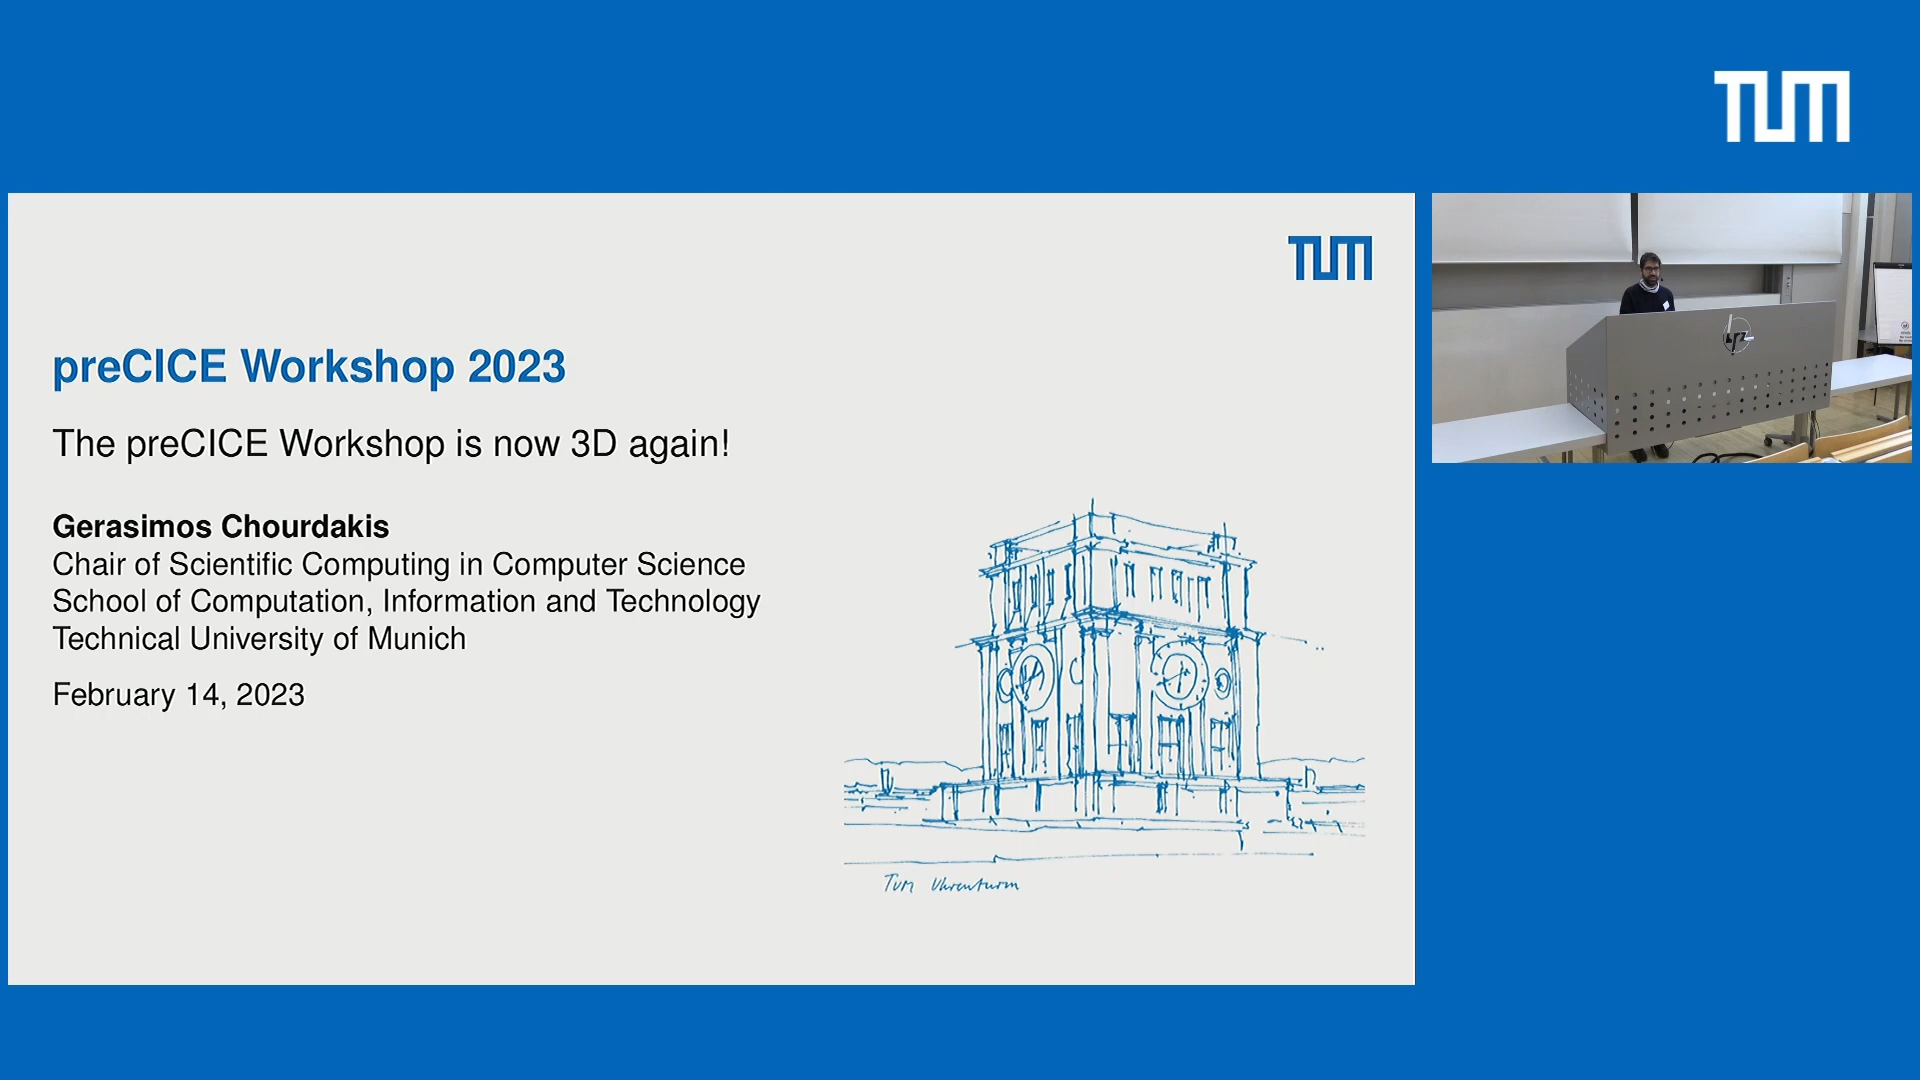 TUM
TUM
preCICE Workshop 2023
The preCICE Workshop is now 3D again!
Gerasimos Chourdakis
Chair of Scientific Computing in Computer Science
School of Computation, Information and Technology
Technical University of Munich
February 14, 2023
TUM Uhrenturm
lrz